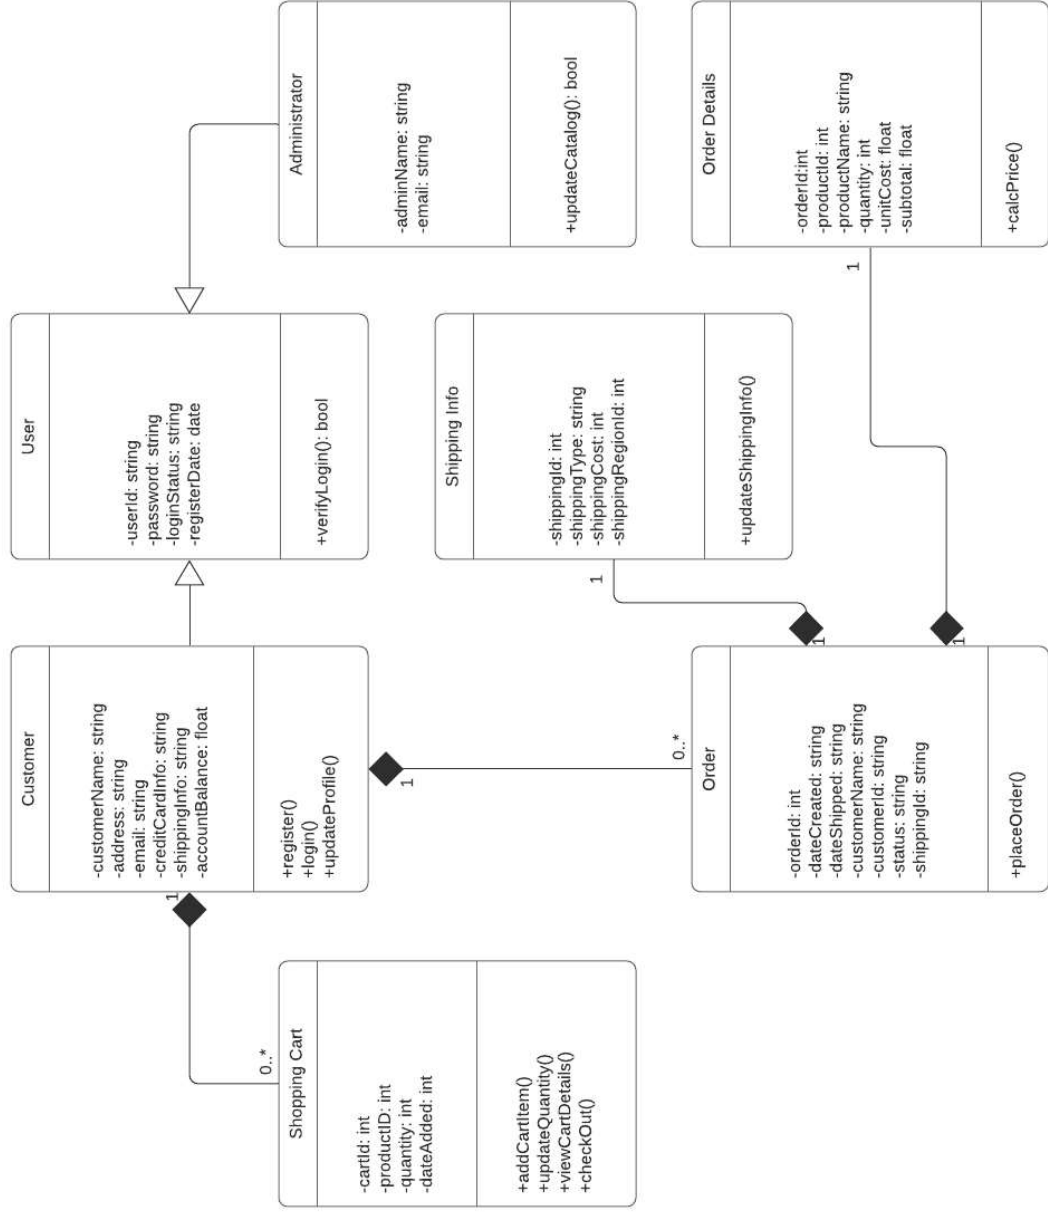 User
-userId: string
-password: string
-loginStatus: string
-registerDate: date
+verifyLogin(): bool
Customer
-customerName: string
-address: string
-email: string
-creditCardInfo: string
-shippingInfo: string
-accountBalance: float
+register()
+login()
+updateProfile()
1
1
Administrator
-adminName: string
-email: string
+updateCatalog(): bool
0..*
Shopping Cart
-cartId: int
-productID: int
-quantity: int
-dateAdded: int
+addCartItem()
+updateQuantity()
+viewCartDetails()
+checkOut()
0..*
Order
-orderId: int
-dateCreated: string
-dateShipped: string
-customerName: string
-customerId: string
-status: string
-shippingId: string
+placeOrder()
1
1
Shipping Info
-shippingId: int
-shippingType: string
-shippingCost: int
-shippingRegionId: int
+updateShippingInfo()
1
1
Order Details
-orderId:int
-productId: int
-productName: string
-quantity: int
-unitCost: float
-subtotal: float
+calcPrice()